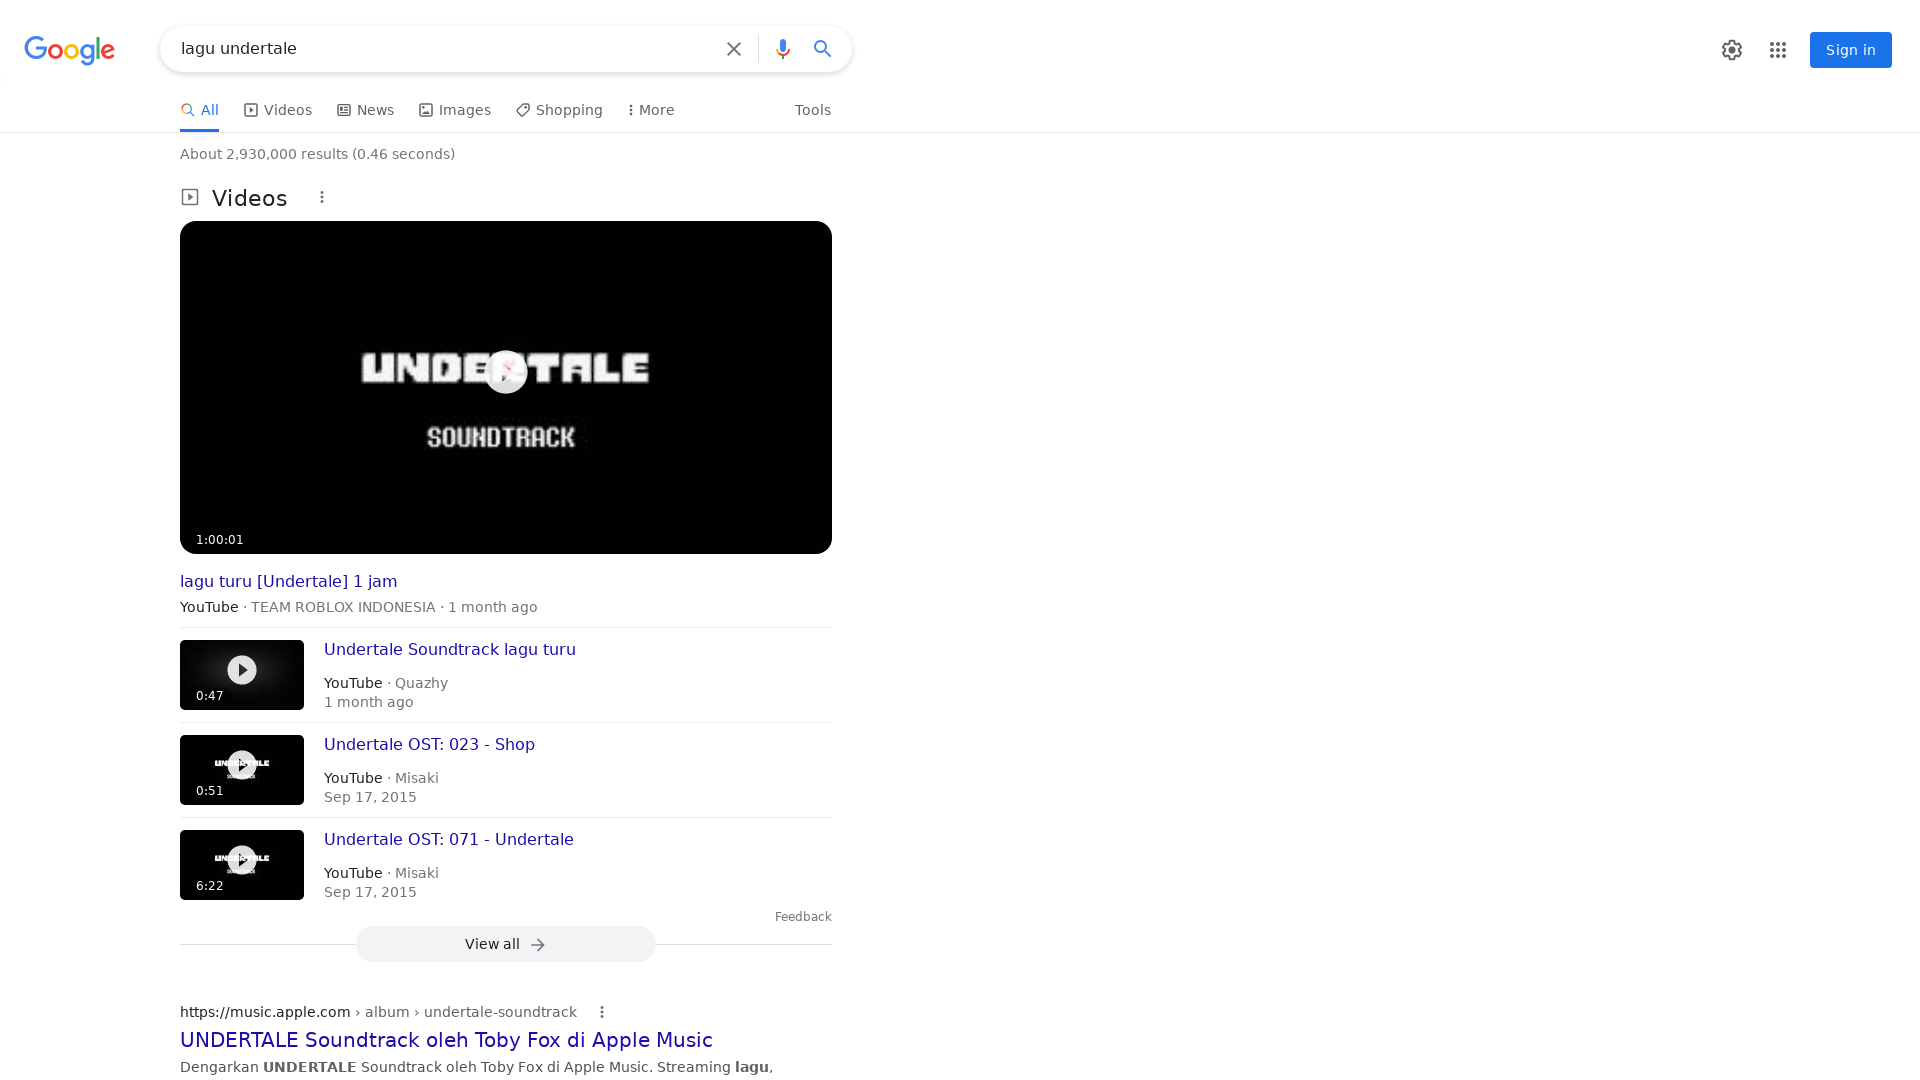 Google
lagu undertale
Sign in
All
Videos
News
Images
Shopping
More
Tools
About 2,930,000 results (0.46 seconds)
Videos
UNDERTALE
SOUNDTRACK
1:00:01
lagu turu [Undertale] 1 jam
YouTube · TEAM ROBLOX INDONESIA · 1 month ago
0:47
Undertale Soundtrack lagu turu
YouTube · Quazhy
1 month ago
UNDERTALE
SOUNDTRACK
0:51
Undertale OST: 023 - Shop
YouTube · Misaki
Sep 17, 2015
UNDERTALE
SOUNDTRACK
6:22
Undertale OST: 071 - Undertale
YouTube · Misaki
Sep 17, 2015
Feedback
View all
https://music.apple.com › album › undertale-soundtrack
UNDERTALE Soundtrack oleh Toby Fox di Apple Music
Dengarkan UNDERTALE Soundtrack oleh Toby Fox di Apple Music. Streaming lagu,